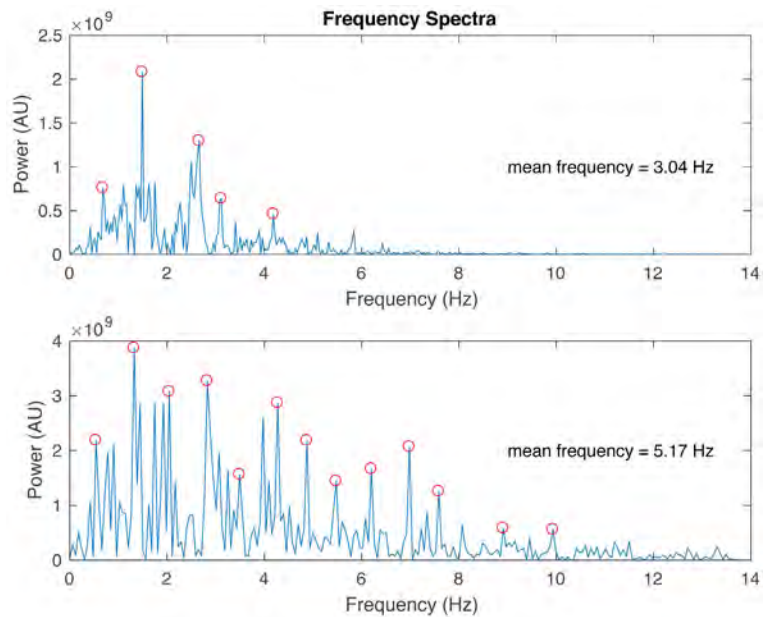 Frequency Spectra
×10⁹
2.5
2
1.5
1
0.5
0
Power (AU)
mean frequency = 3.04 Hz
0 2 4 6 8 10 12 14
Frequency (Hz)
×10⁹
4
3
2
1
0
Power (AU)
mean frequency = 5.17 Hz
0 2 4 6 8 10 12 14
Frequency (Hz)